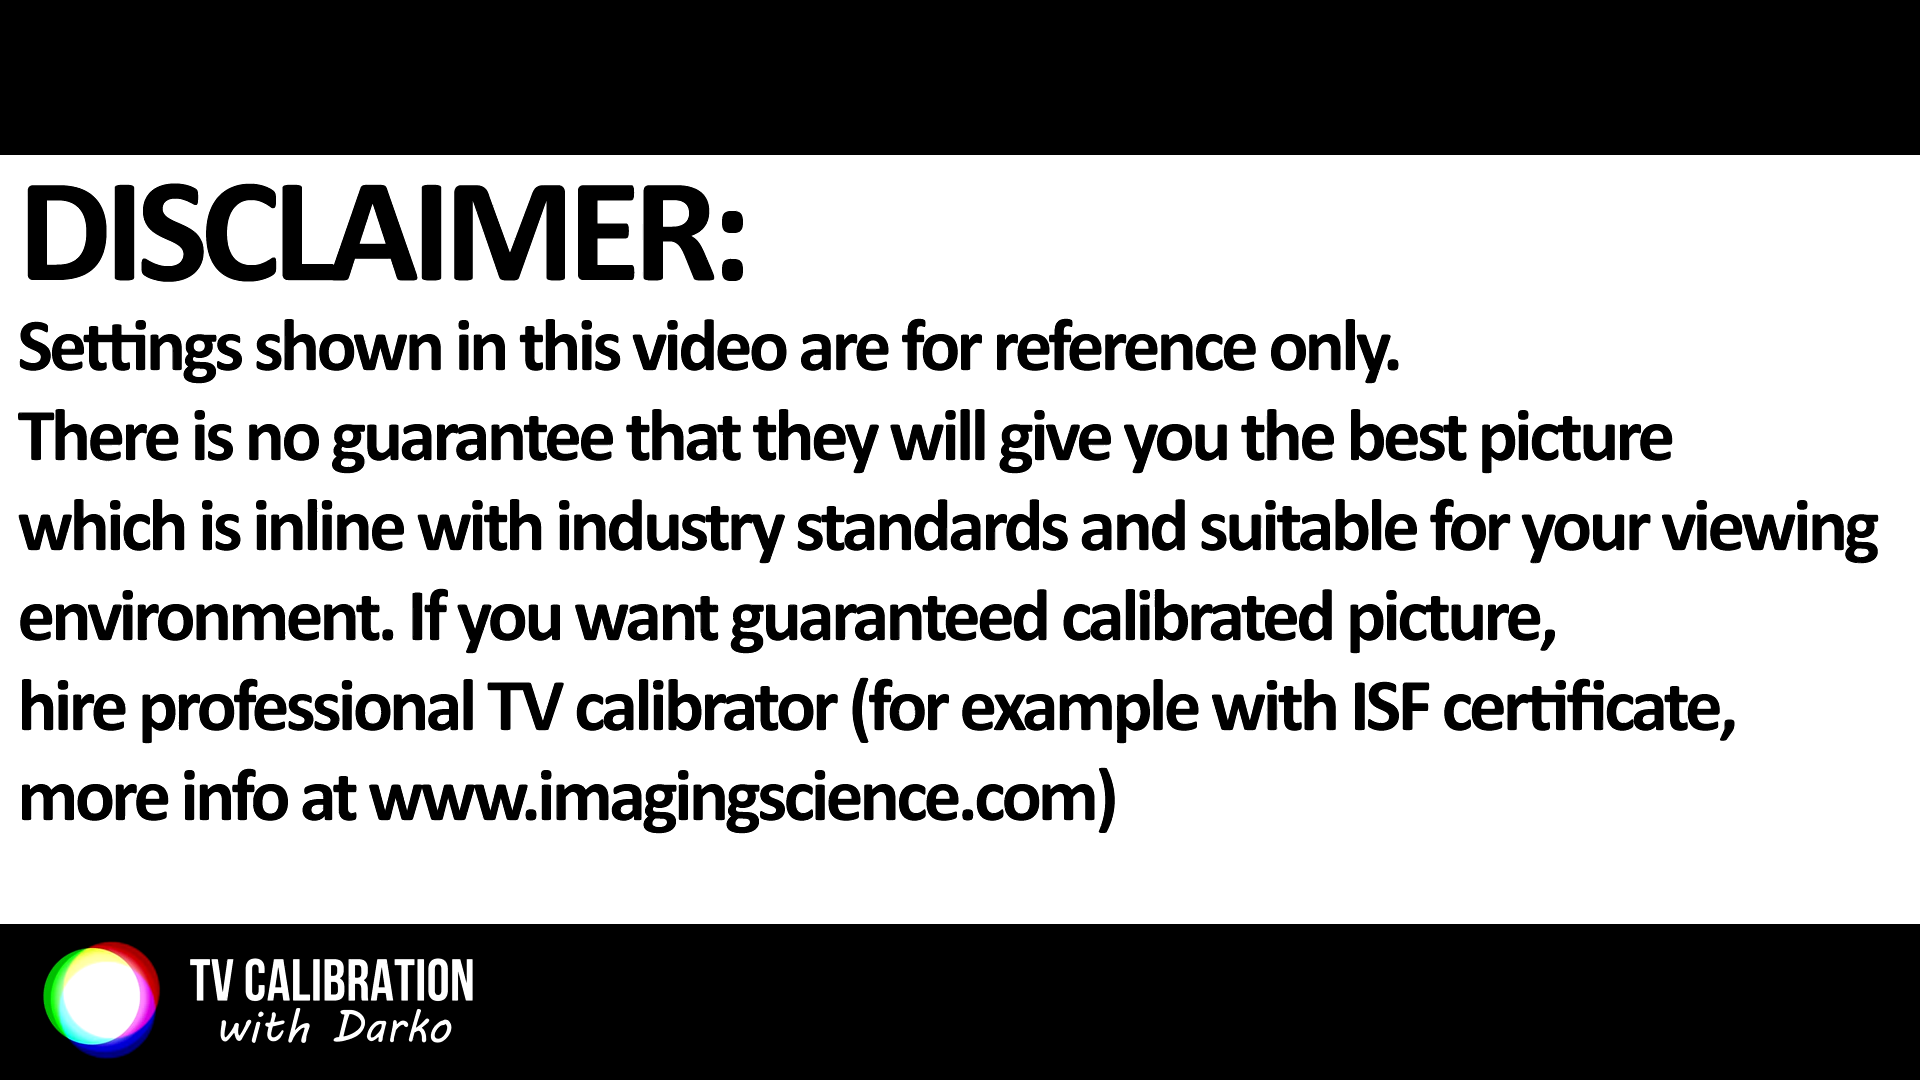 DISCLAIMER:
Settings shown in this video are for reference only.
There is no guarantee that they will give you the best picture
which is inline with industry standards and suitable for your viewing
environment. If you want guaranteed calibrated picture,
hire professional TV calibrator (for example with ISF certificate,
more info at www.imagingscience.com)
TV CALIBRATION
with Darko